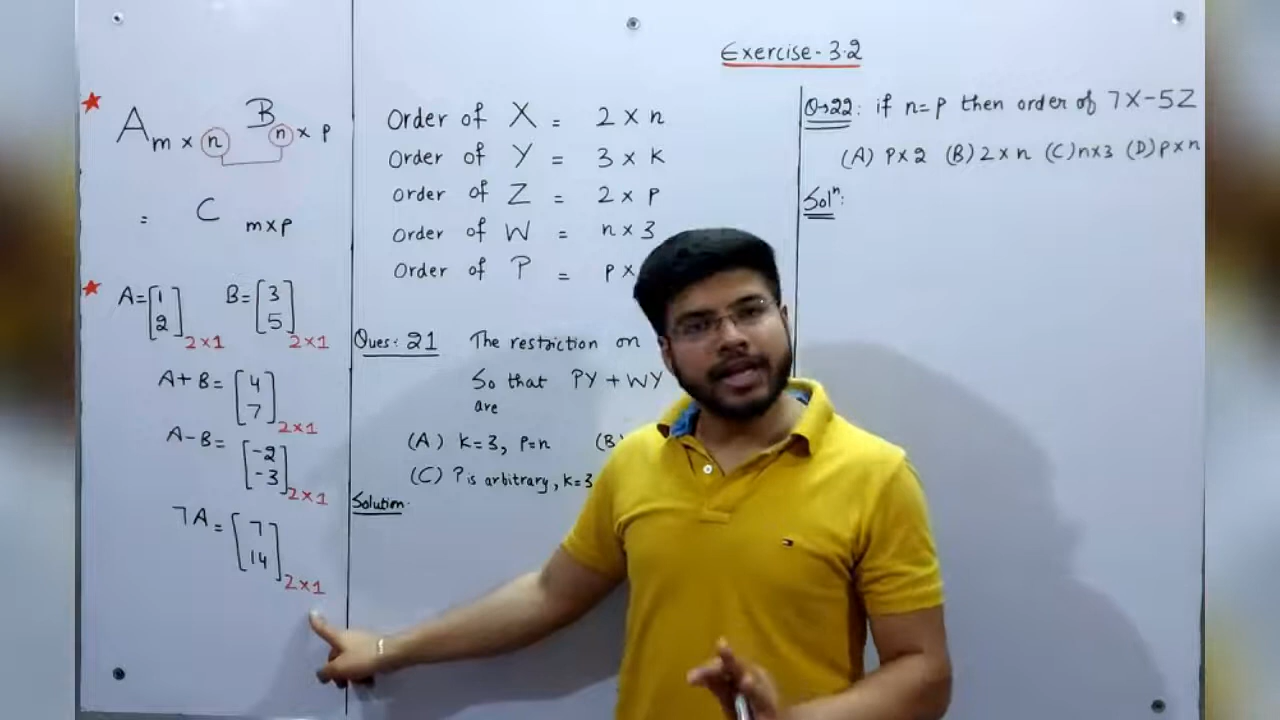 Exercise-3.2
★ A m × n B n × p
= C m×p
★ A = [1 2] 2×1 B = [3 5] 2×1
A+B = [4 7] 2×1
A-B = [-2 -3] 2×1
7A = [7 14] 2×1
Order of X = 2 × n
Order of Y = 3 × k
Order of Z = 2 × p
Order of W = n × 3
Order of P = p ×
Ques: 21 The restriction on
So that PY + WY
are
(A) k=3, p=n (B)
(C) P is arbitrary, k=3
Solution.
Q→22: if n=p then order of 7X-5Z
(A) P×2 (B) 2×n (C) n×3 (D) p×n
Solⁿ: